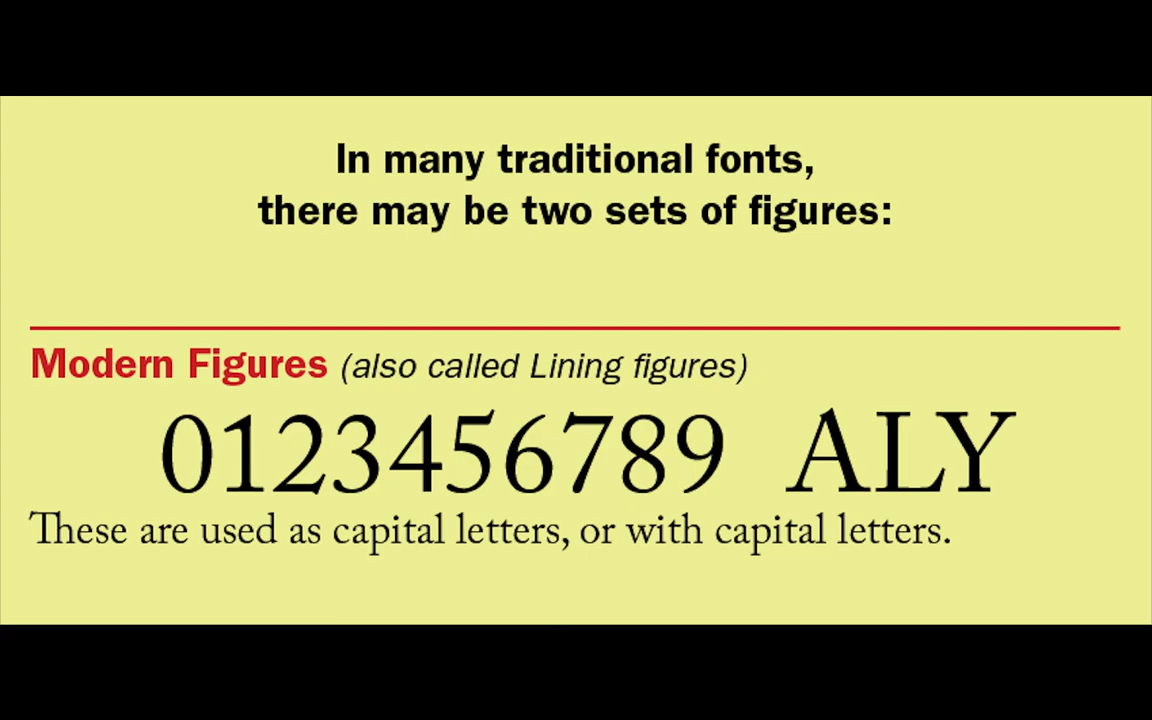 In many traditional fonts,
there may be two sets of figures:
Modern Figures (also called Lining figures)
0123456789 ALY
These are used as capital letters, or with capital letters.